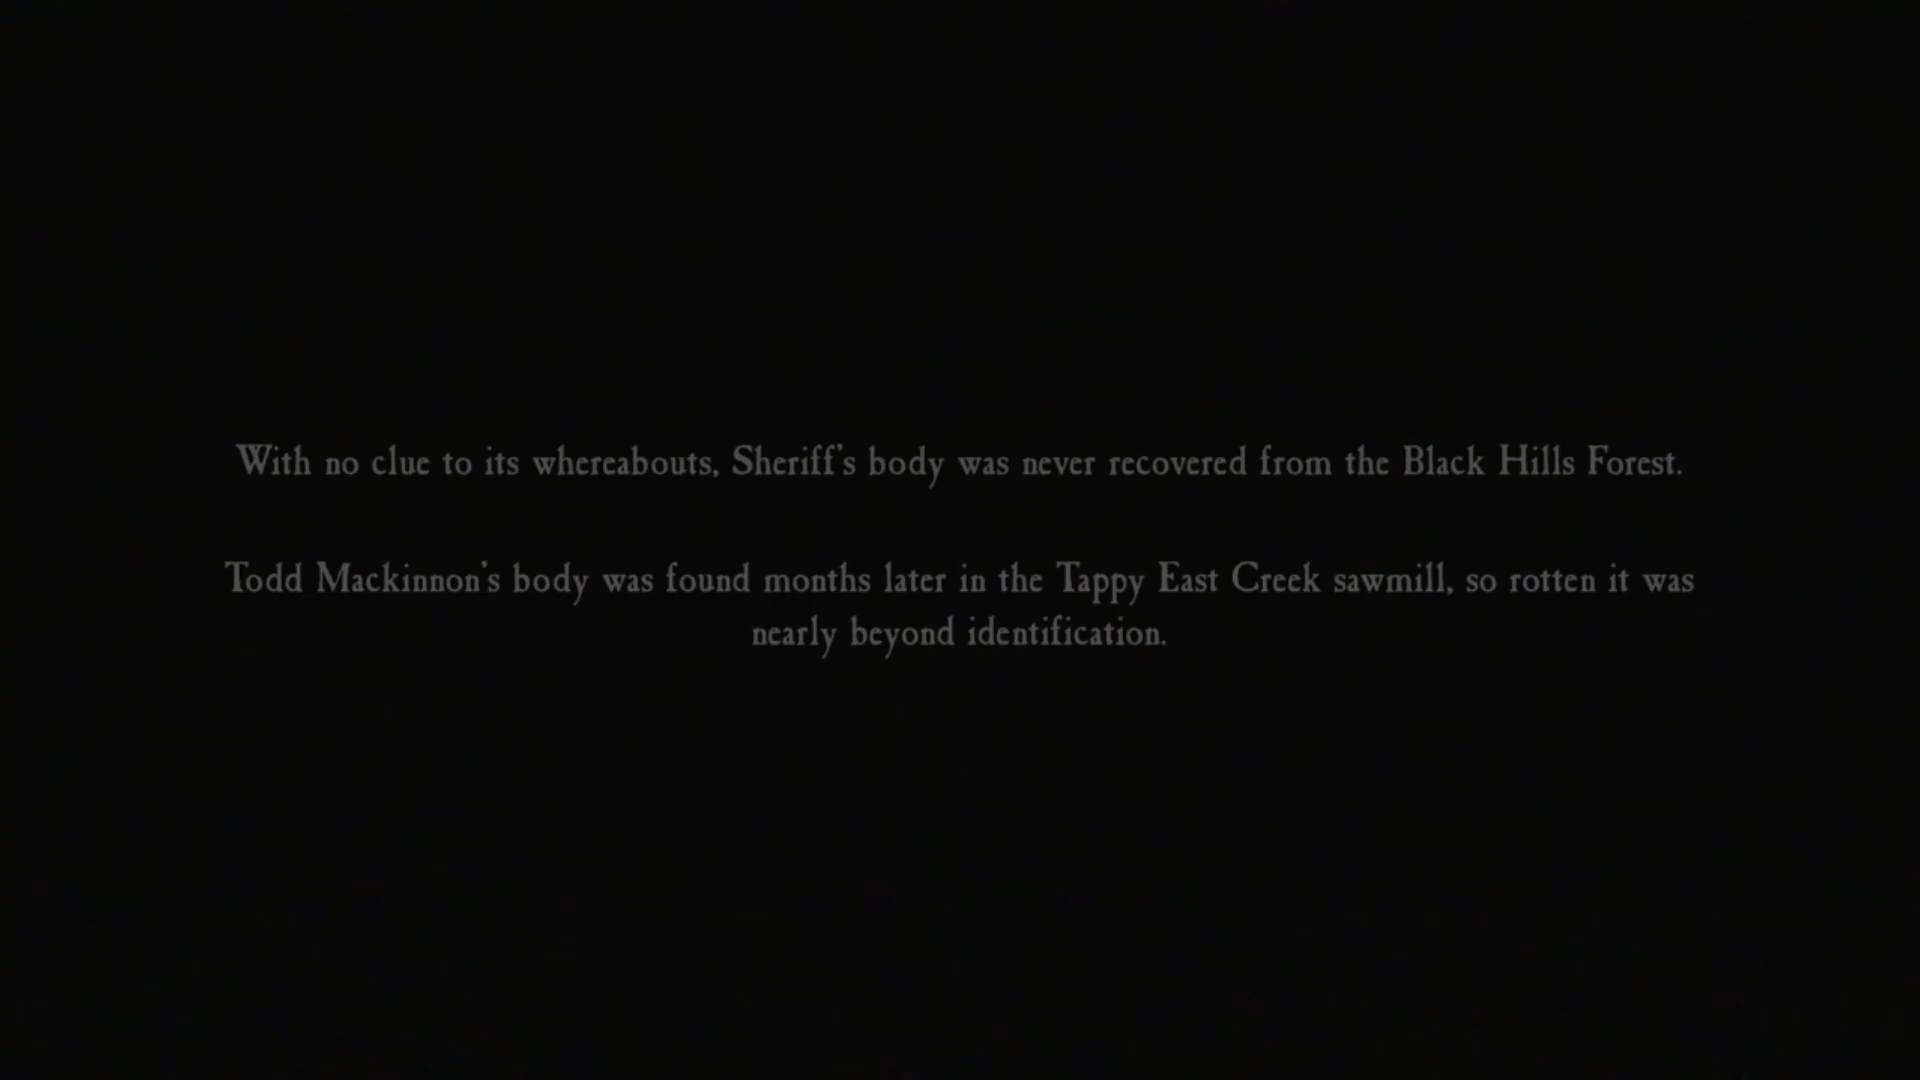 With no clue to its whereabouts, Sheriff's body was never recovered from the Black Hills Forest.
Todd Mackinnon's body was found months later in the Tappy East Creek sawmill, so rotten it was
nearly beyond identification.